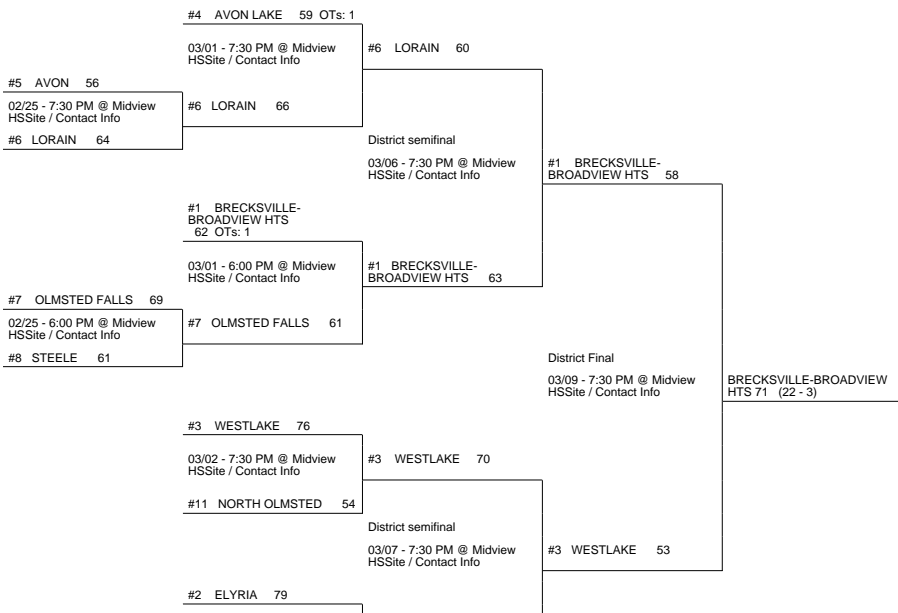 #4 AVON LAKE 59 OTs: 1
03/01 - 7:30 PM @ Midview
HSSite / Contact Info
#6 LORAIN 60
#5 AVON 56
02/25 - 7:30 PM @ Midview
HSSite / Contact Info
#6 LORAIN 66
#6 LORAIN 64
District semifinal
03/06 - 7:30 PM @ Midview
HSSite / Contact Info
#1 BRECKSVILLE-
BROADVIEW HTS 58
#1 BRECKSVILLE-
BROADVIEW HTS
62 OTs: 1
03/01 - 6:00 PM @ Midview
HSSite / Contact Info
#1 BRECKSVILLE-
BROADVIEW HTS 63
#7 OLMSTED FALLS 69
02/25 - 6:00 PM @ Midview
HSSite / Contact Info
#7 OLMSTED FALLS 61
#8 STEELE 61
District Final
03/09 - 7:30 PM @ Midview
HSSite / Contact Info
BRECKSVILLE-BROADVIEW
HTS 71 (22 - 3)
#3 WESTLAKE 76
03/02 - 7:30 PM @ Midview
HSSite / Contact Info
#3 WESTLAKE 70
#11 NORTH OLMSTED 54
District semifinal
03/07 - 7:30 PM @ Midview
HSSite / Contact Info
#3 WESTLAKE 53
#2 ELYRIA 79